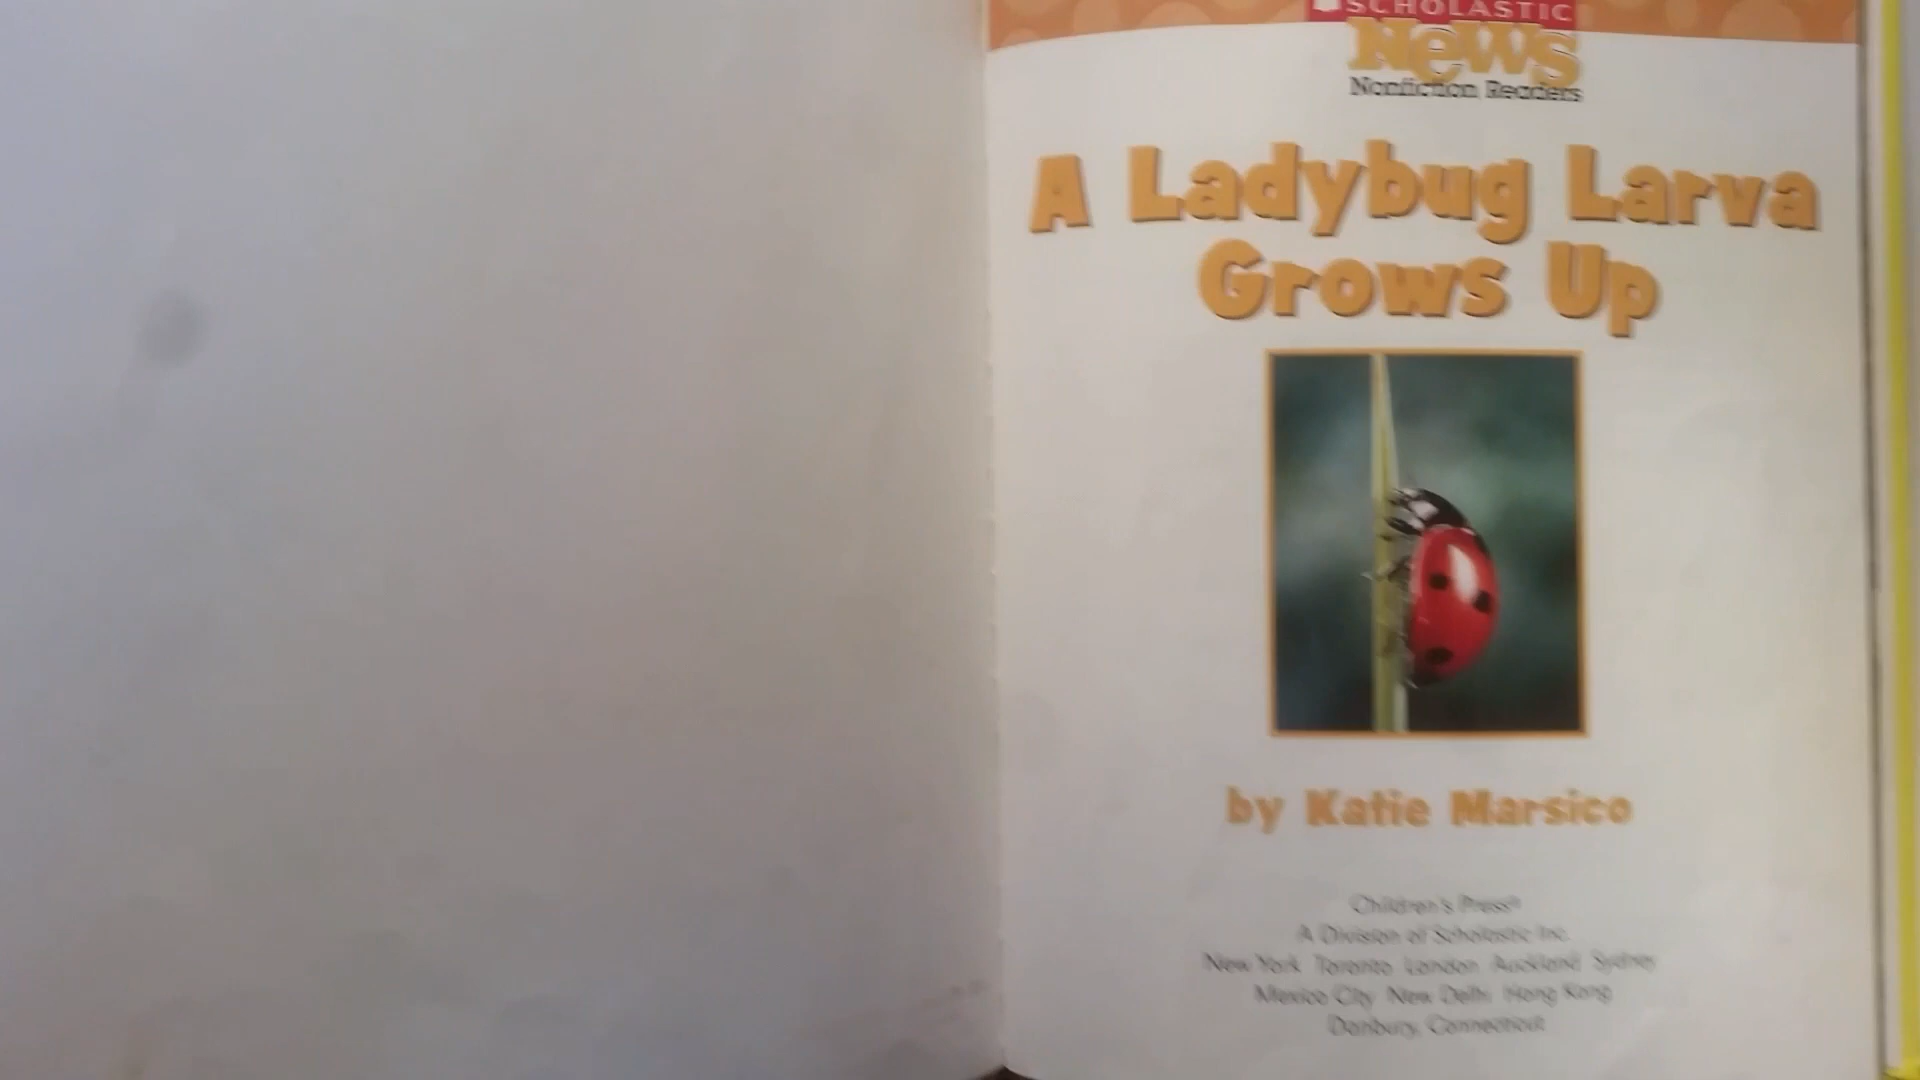 SCHOLASTIC
News
Nonfiction Readers
A Ladybug Larva
Grows Up
by Katie Marsico
Children's Press®
A Division of Scholastic Inc.
New York Toronto London Auckland Sydney
Mexico City New Delhi Hong Kong
Danbury, Connecticut